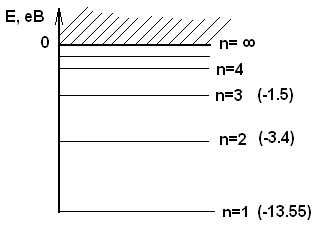 E, eB
0
n= ∞
n=4
n=3 (-1.5)
n=2 (-3.4)
n=1 (-13.55)